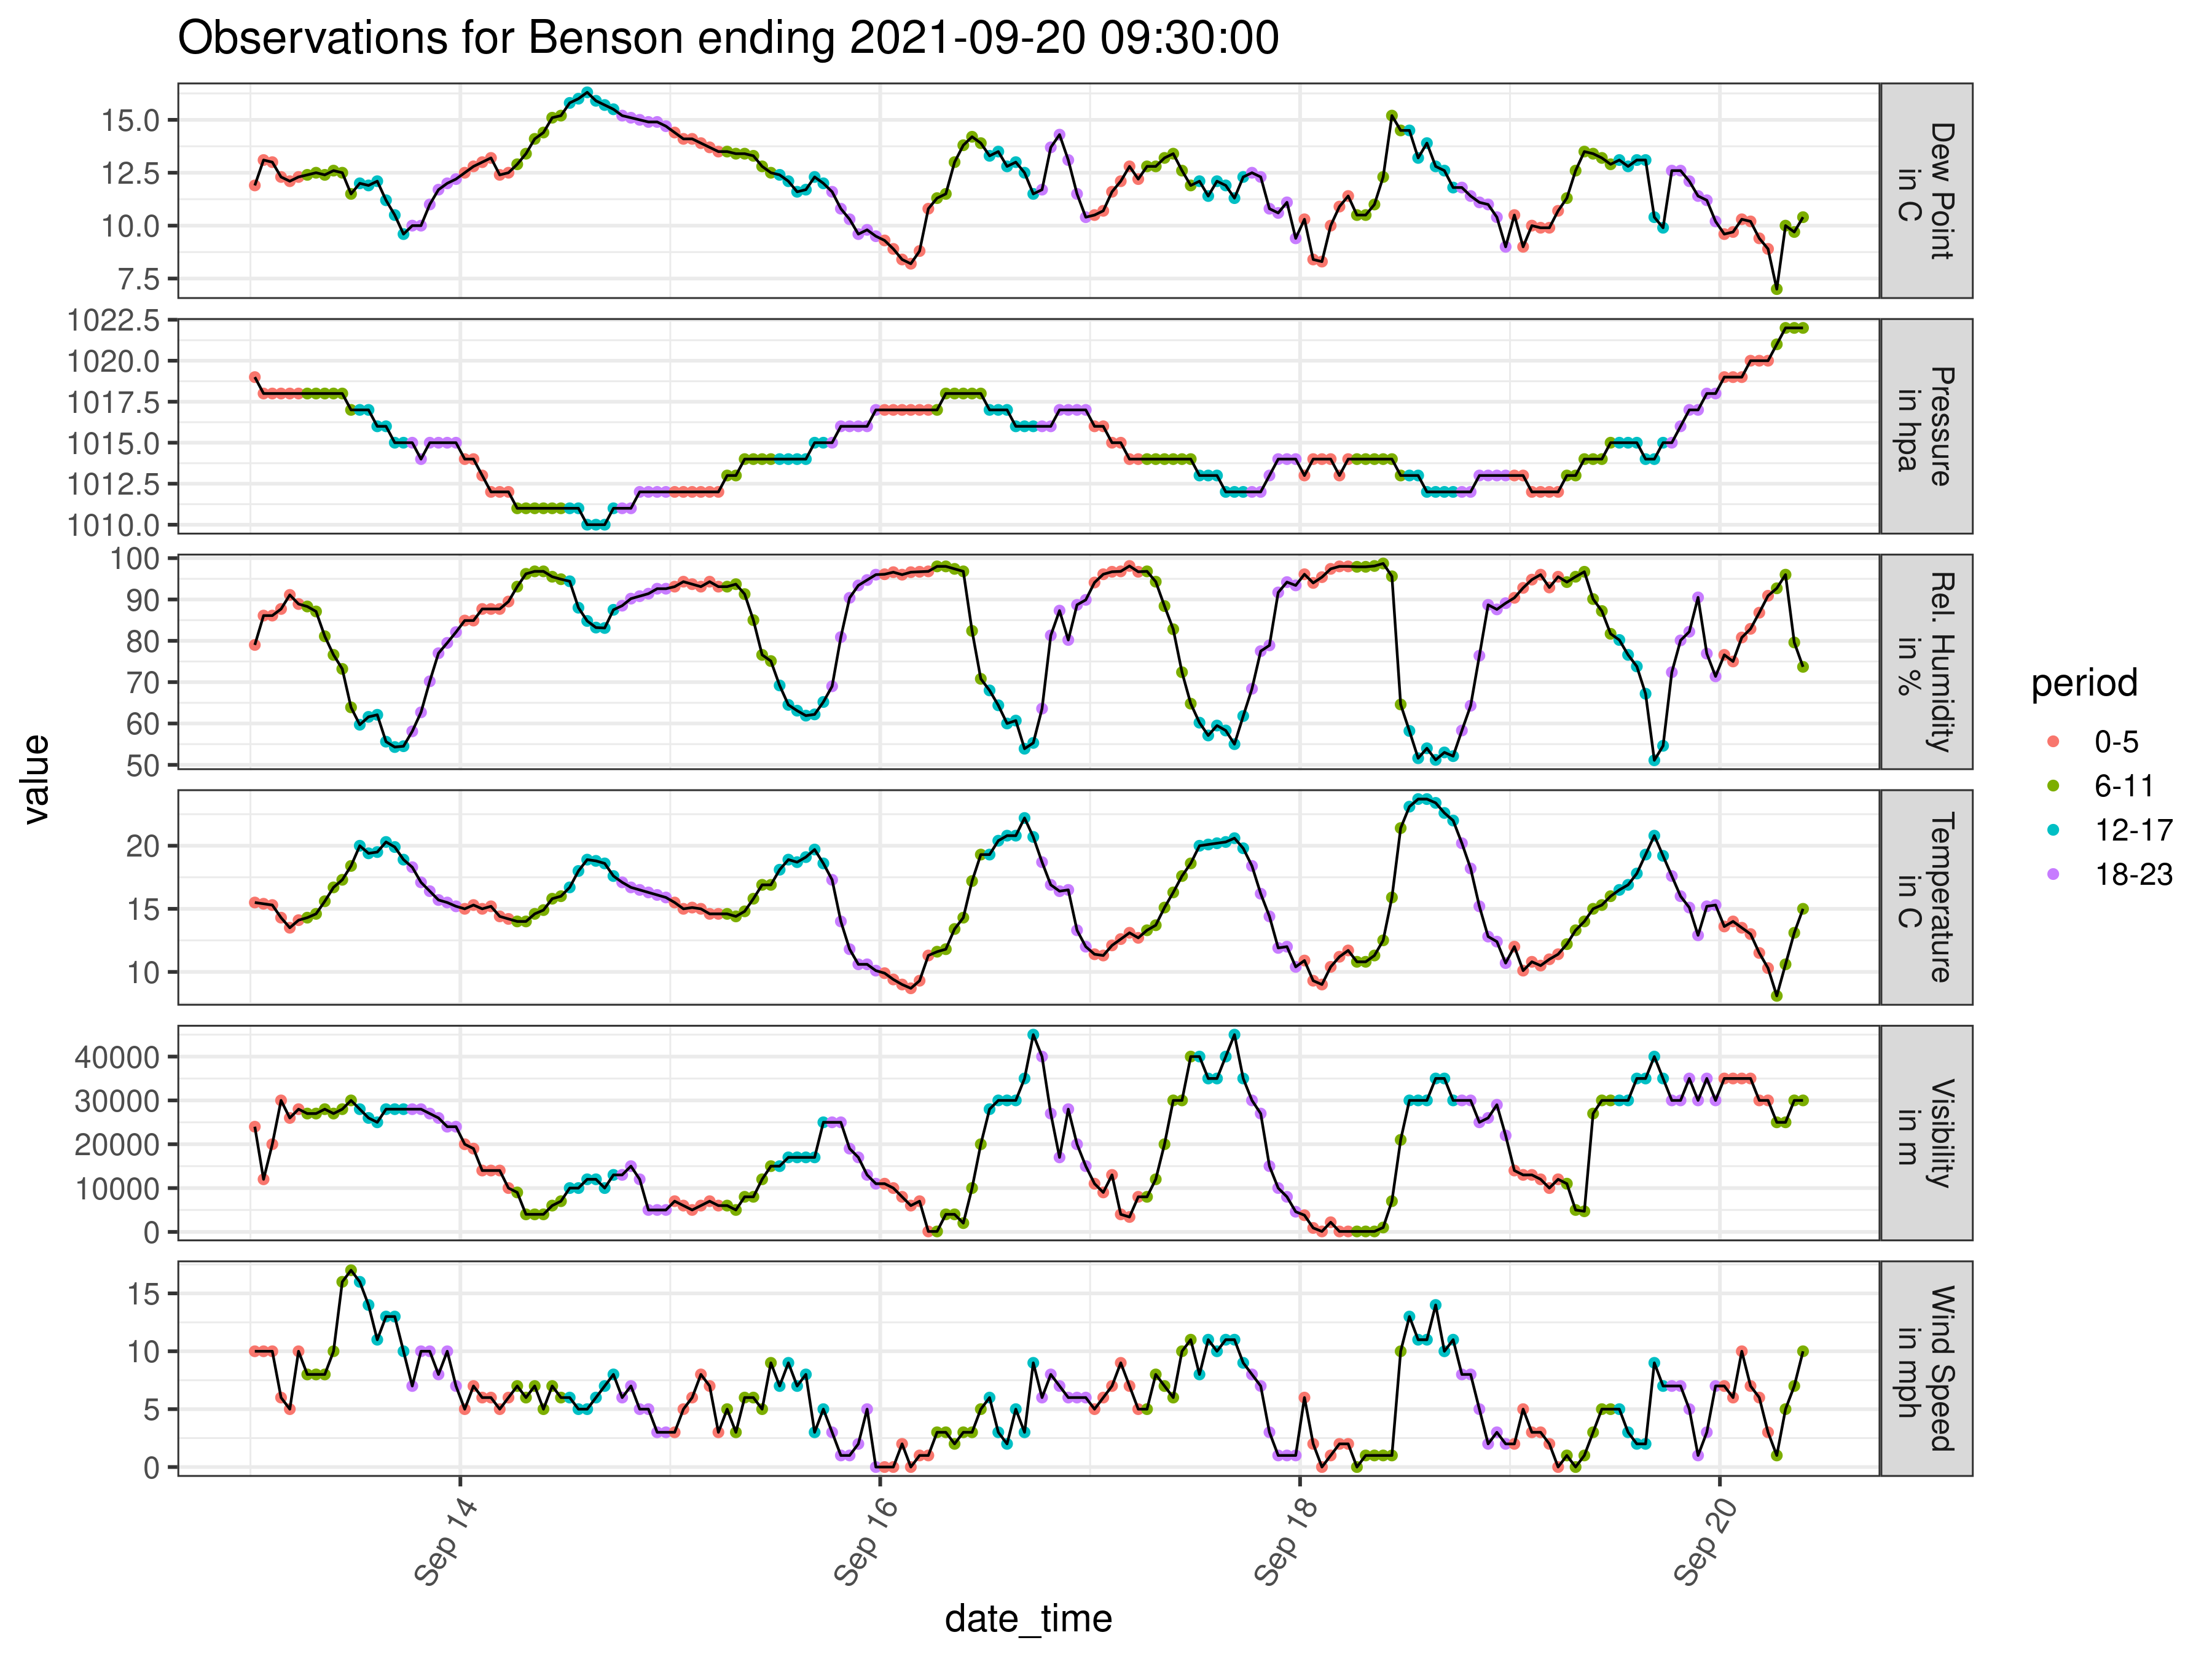 Observations for Benson ending 2021-09-20 09:30:00
value
15.0
12.5
10.0
7.5
Dew Point
in C
1022.5
1020.0
1017.5
1015.0
1012.5
1010.0
Pressure
in hpa
100
90
80
70
60
50
Rel. Humidity
in %
20
15
10
Temperature
in C
40000
30000
20000
10000
0
Visibility
in m
15
10
5
0
Wind Speed
in mph
Sep 14
Sep 16
Sep 18
Sep 20
date_time
period
0-5
6-11
12-17
18-23